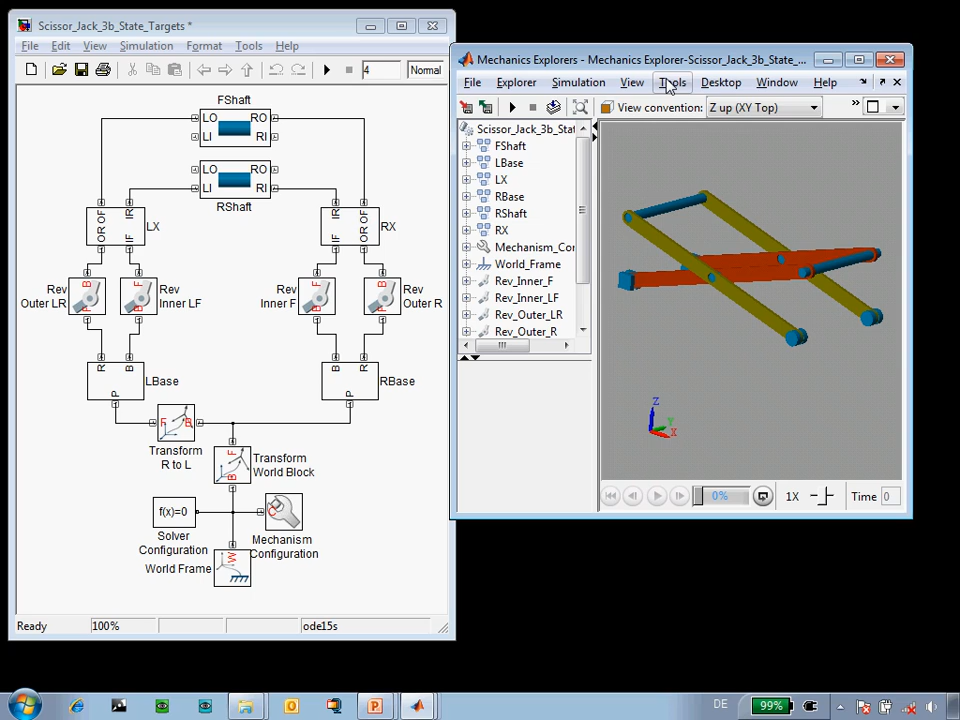 Scissor_Jack_3b_State_Targets *
File Edit View Simulation Format Tools Help
4 Normal
FShaft
LO RO
LI RI
LO RO
LI RI
RShaft
OR OF IR IF LX
IR IF OR OF RX
Rev Outer LR
Rev Inner LF
Rev Inner F
Rev Outer R
R B P LBase
B R P RBase
F B
Transform R to L
F B
Transform World Block
f(x)=0
Solver Configuration
C
Mechanism Configuration
World Frame
W
Ready 100% ode15s
Mechanics Explorers - Mechanics Explorer-Scissor_Jack_3b_State_...
File Explorer Simulation View Tools Desktop Window Help
View convention: Z up (XY Top)
Scissor_Jack_3b_Stat
FShaft
LBase
LX
RBase
RShaft
RX
Mechanism_Cor
World_Frame
Rev_Inner_F
Rev_Inner_LF
Rev_Outer_LR
Rev_Outer_R
Z
Y
X
0% 1X Time 0
DE 99%